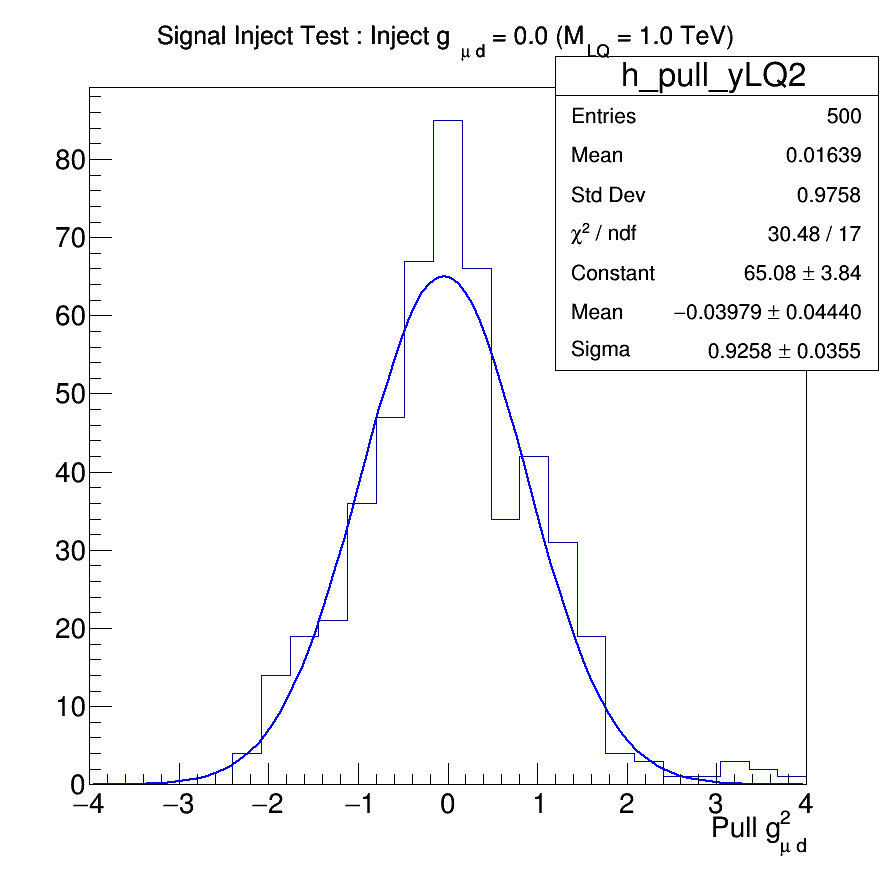 Signal Inject Test : Inject g μ d = 0.0 (M LQ = 1.0 TeV)
h_pull_yLQ2
Entries 500
Mean 0.01639
Std Dev 0.9758
χ² / ndf 30.48 / 17
Constant 65.08 ± 3.84
Mean −0.03979 ± 0.04440
Sigma 0.9258 ± 0.0355
80
70
60
50
40
30
20
10
0
−4 −3 −2 −1 0 1 2 3 4
Pull g² μ d